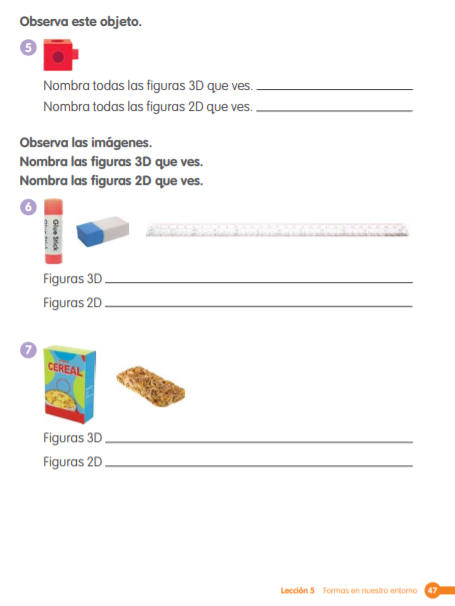 Observa este objeto.
5
Nombra todas las figuras 3D que ves.
Nombra todas las figuras 2D que ves.
Observa las imágenes.
Nombra las figuras 3D que ves.
Nombra las figuras 2D que ves.
6
Glue Stick
Glue Stick
Figuras 3D
Figuras 2D
7
CEREAL
Figuras 3D
Figuras 2D
Lección 5 Formas en nuestro entorno 47